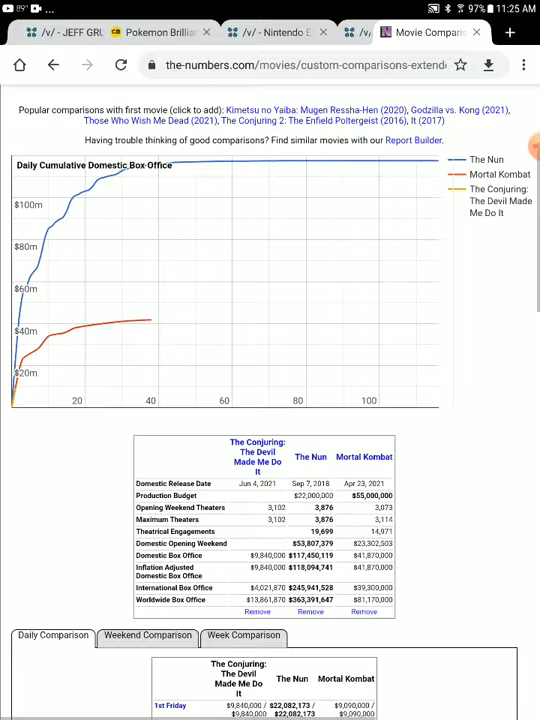 89° ... 97% 11:25 AM
/v/ - JEFF GRU Pokemon Brillia /v/ - Nintendo E /v/ Movie Comparis
the-numbers.com/movies/custom-comparisons-extende
Popular comparisons with first movie (click to add): Kimetsu no Yaiba: Mugen Ressha-Hen (2020), Godzilla vs. Kong (2021),
Those Who Wish Me Dead (2021), The Conjuring 2: The Enfield Poltergeist (2016), It (2017)
Having trouble thinking of good comparisons? Find similar movies with our Report Builder.
Daily Cumulative Domestic Box Office
The Nun
Mortal Kombat
The Conjuring:
The Devil Made
Me Do It
$100m
$80m
$60m
$40m
$20m
20 40 60 80 100
The Conjuring:
The Devil
Made Me Do
It
The Nun Mortal Kombat
Domestic Release Date Jun 4, 2021 Sep 7, 2018 Apr 23, 2021
Production Budget $22,000,000 $55,000,000
Opening Weekend Theaters 3,102 3,876 3,073
Maximum Theaters 3,102 3,876 3,114
Theatrical Engagements 19,699 14,971
Domestic Opening Weekend $53,807,379 $23,302,503
Domestic Box Office $9,840,000 $117,450,119 $41,870,000
Inflation Adjusted
Domestic Box Office $9,840,000 $118,094,741 $41,870,000
International Box Office $4,021,870 $245,941,528 $39,300,000
Worldwide Box Office $13,861,870 $363,391,647 $81,170,000
Remove Remove Remove
Daily Comparison Weekend Comparison Week Comparison
The Conjuring:
The Devil
Made Me Do
It
The Nun Mortal Kombat
1st Friday $9,840,000 / $22,082,173 / $9,090,000 /
$9,840,000 $22,082,173 $9,090,000